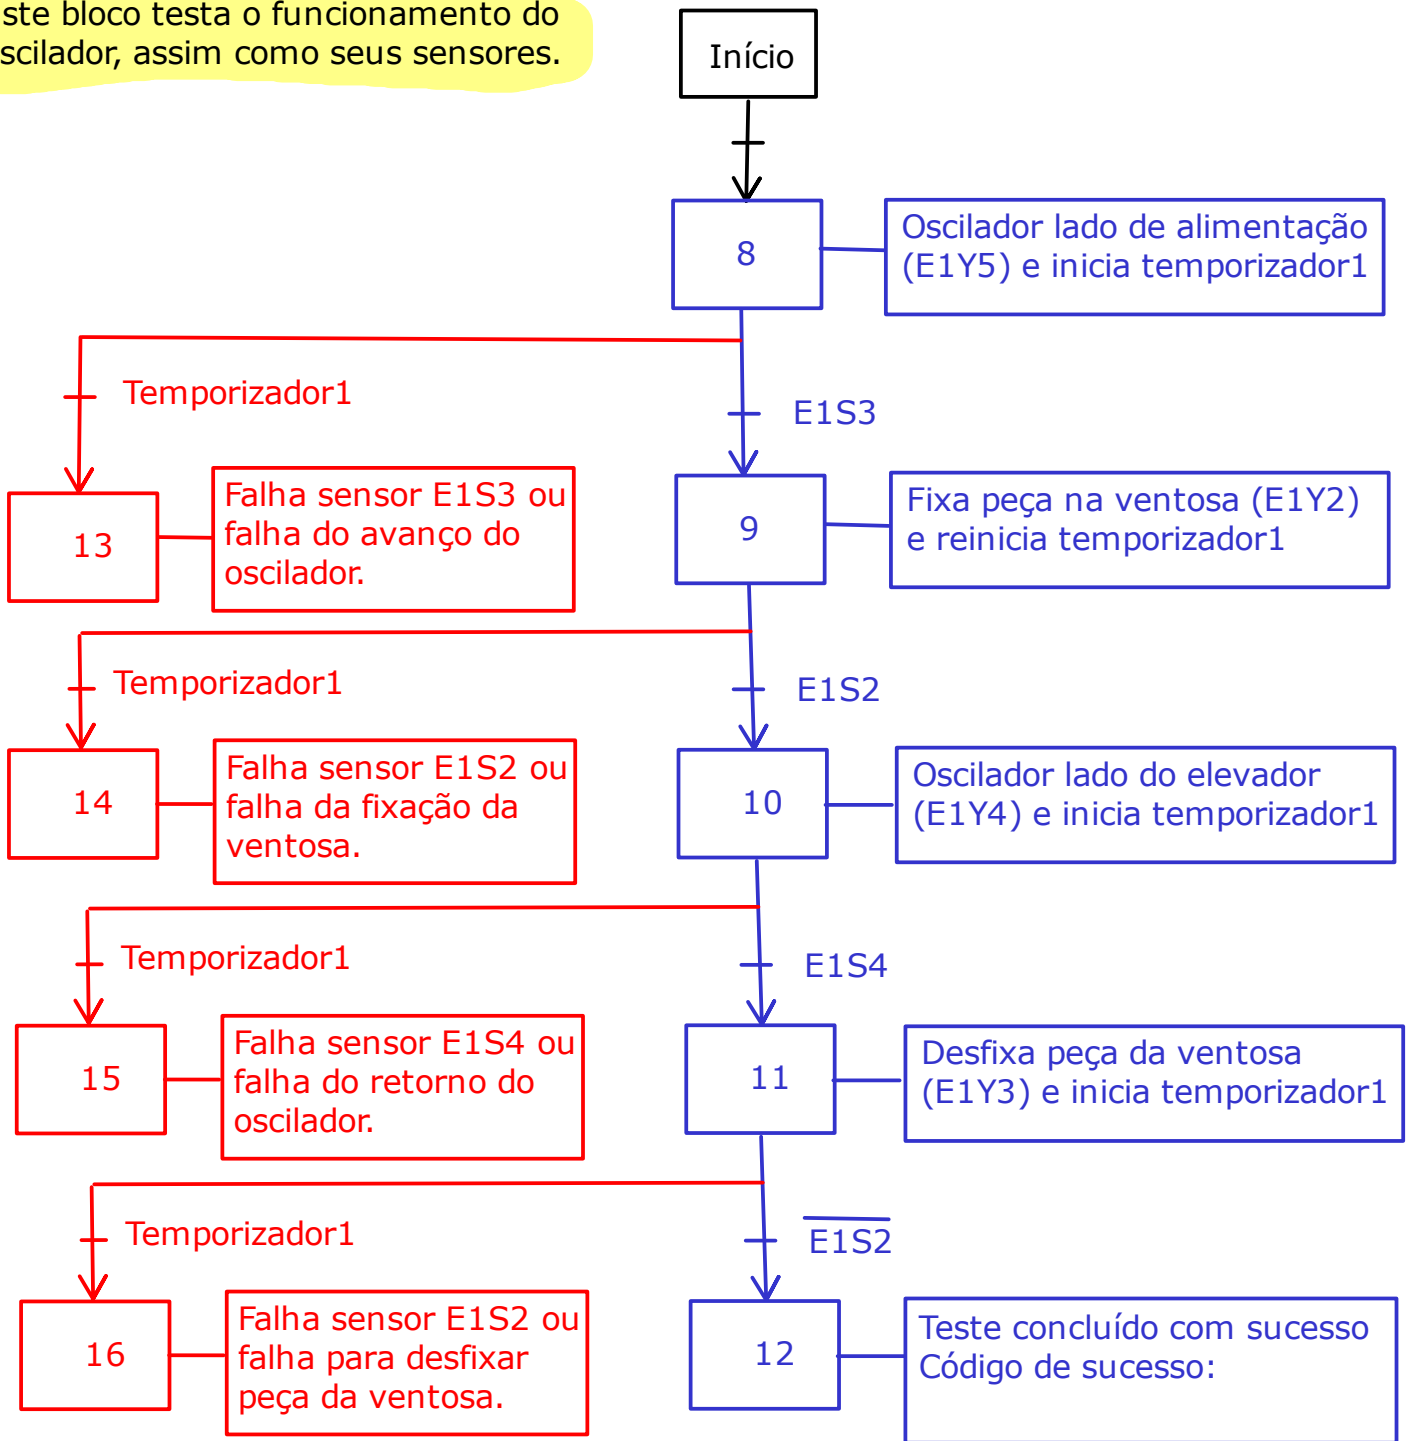 ste bloco testa o funcionamento do
scilador, assim como seus sensores.
Início
8
Oscilador lado de alimentação
(E1Y5) e inicia temporizador1
Temporizador1
E1S3
13
Falha sensor E1S3 ou
falha do avanço do
oscilador.
9
Fixa peça na ventosa (E1Y2)
e reinicia temporizador1
Temporizador1
E1S2
14
Falha sensor E1S2 ou
falha da fixação da
ventosa.
10
Oscilador lado do elevador
(E1Y4) e inicia temporizador1
Temporizador1
E1S4
15
Falha sensor E1S4 ou
falha do retorno do
oscilador.
11
Desfixa peça da ventosa
(E1Y3) e inicia temporizador1
Temporizador1
E̅1̅S̅2̅
16
Falha sensor E1S2 ou
falha para desfixar
peça da ventosa.
12
Teste concluído com sucesso
Código de sucesso: